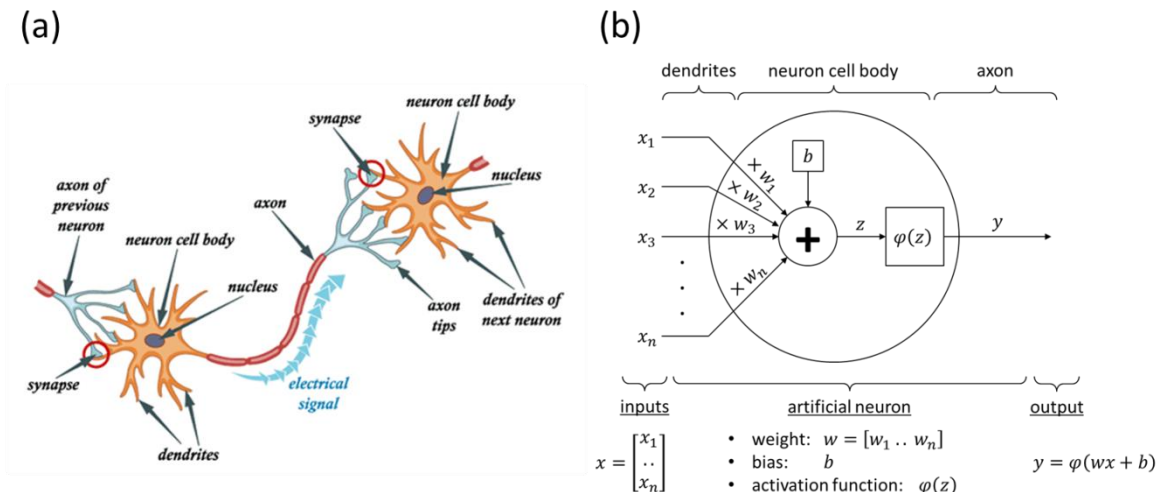 (a)
synapse
neuron cell body
nucleus
axon
axon of
previous
neuron
neuron cell body
nucleus
axon
tips
dendrites of
next neuron
synapse
electrical
signal
dendrites
(b)
dendrites
neuron cell body
axon
x₁
x₂
x₃
.
.
.
xₙ
× w₁
× w₂
× w₃
× wₙ
b
+
z
φ(z)
y
inputs
x = [x₁ .. xₙ]
artificial neuron
• weight: w = [w₁ .. wₙ]
• bias: b
• activation function: φ(z)
output
y = φ(wx + b)